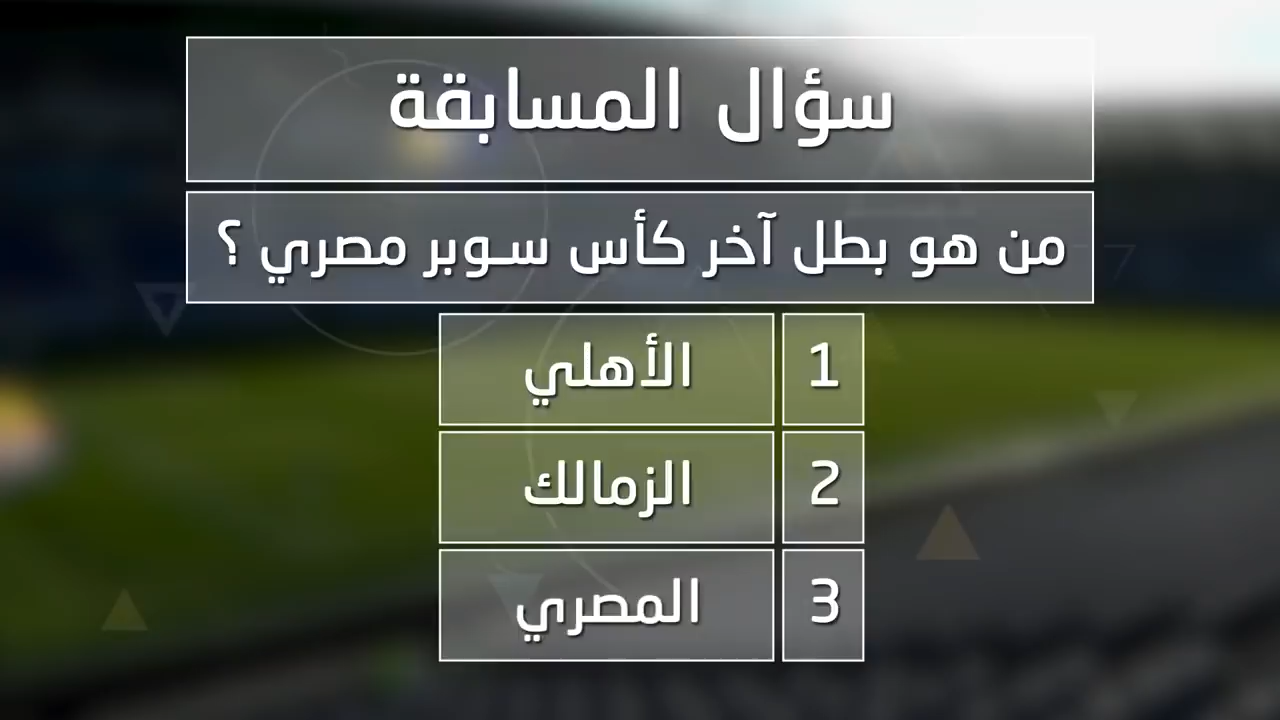 سؤال المسابقة
من هو بطل آخر كأس سوبر مصري ؟
1 الأهلي
2 الزمالك
3 المصري